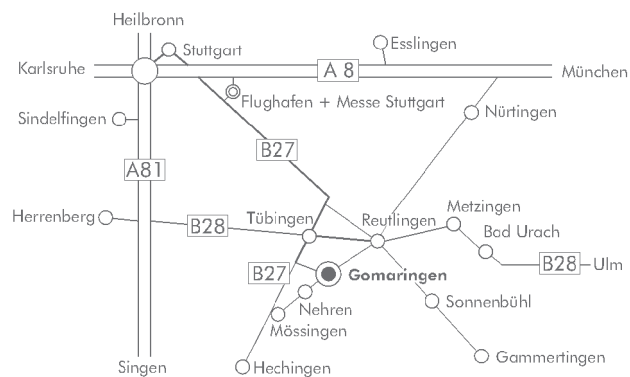 Heilbronn
Stuttgart
Esslingen
Karlsruhe
A 8
München
Flughafen + Messe Stuttgart
Sindelfingen
Nürtingen
B27
A81
Herrenberg
B28
Tübingen
Reutlingen
Metzingen
Bad Urach
B27
Gomaringen
B28
Ulm
Nehren
Sonnenbühl
Mössingen
Singen
Hechingen
Gammertingen